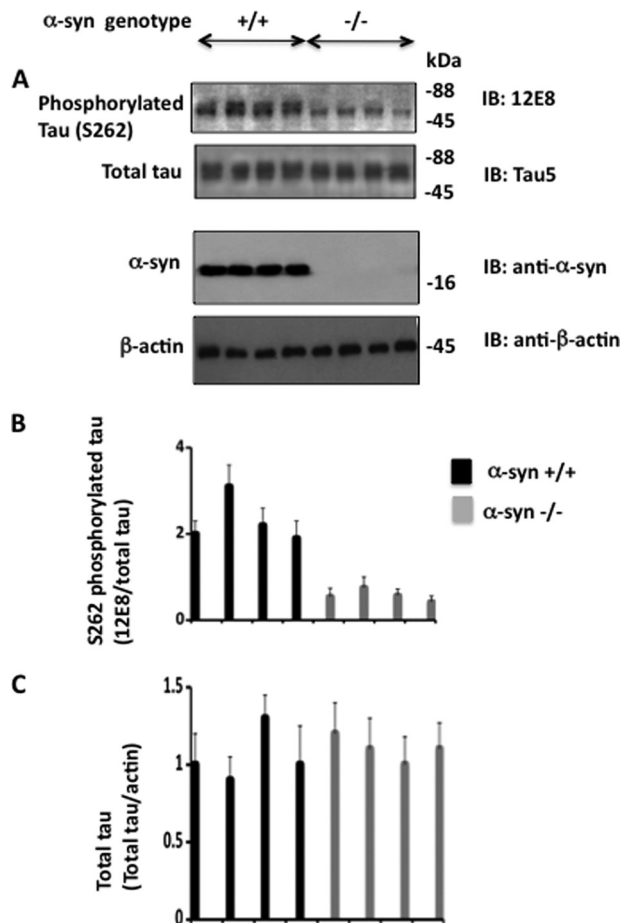 α-syn genotype +/+ -/-
kDa
A
Phosphorylated
Tau (S262)
-88
-45
IB: 12E8
Total tau
-88
-45
IB: Tau5
α-syn
-16
IB: anti-α-syn
β-actin
-45
IB: anti-β-actin
B
S262 phosphorylated tau
(12E8/total tau)
4
2
0
α-syn +/+
α-syn -/-
C
Total tau
(Total tau/actin)
1.5
1
0.5
0